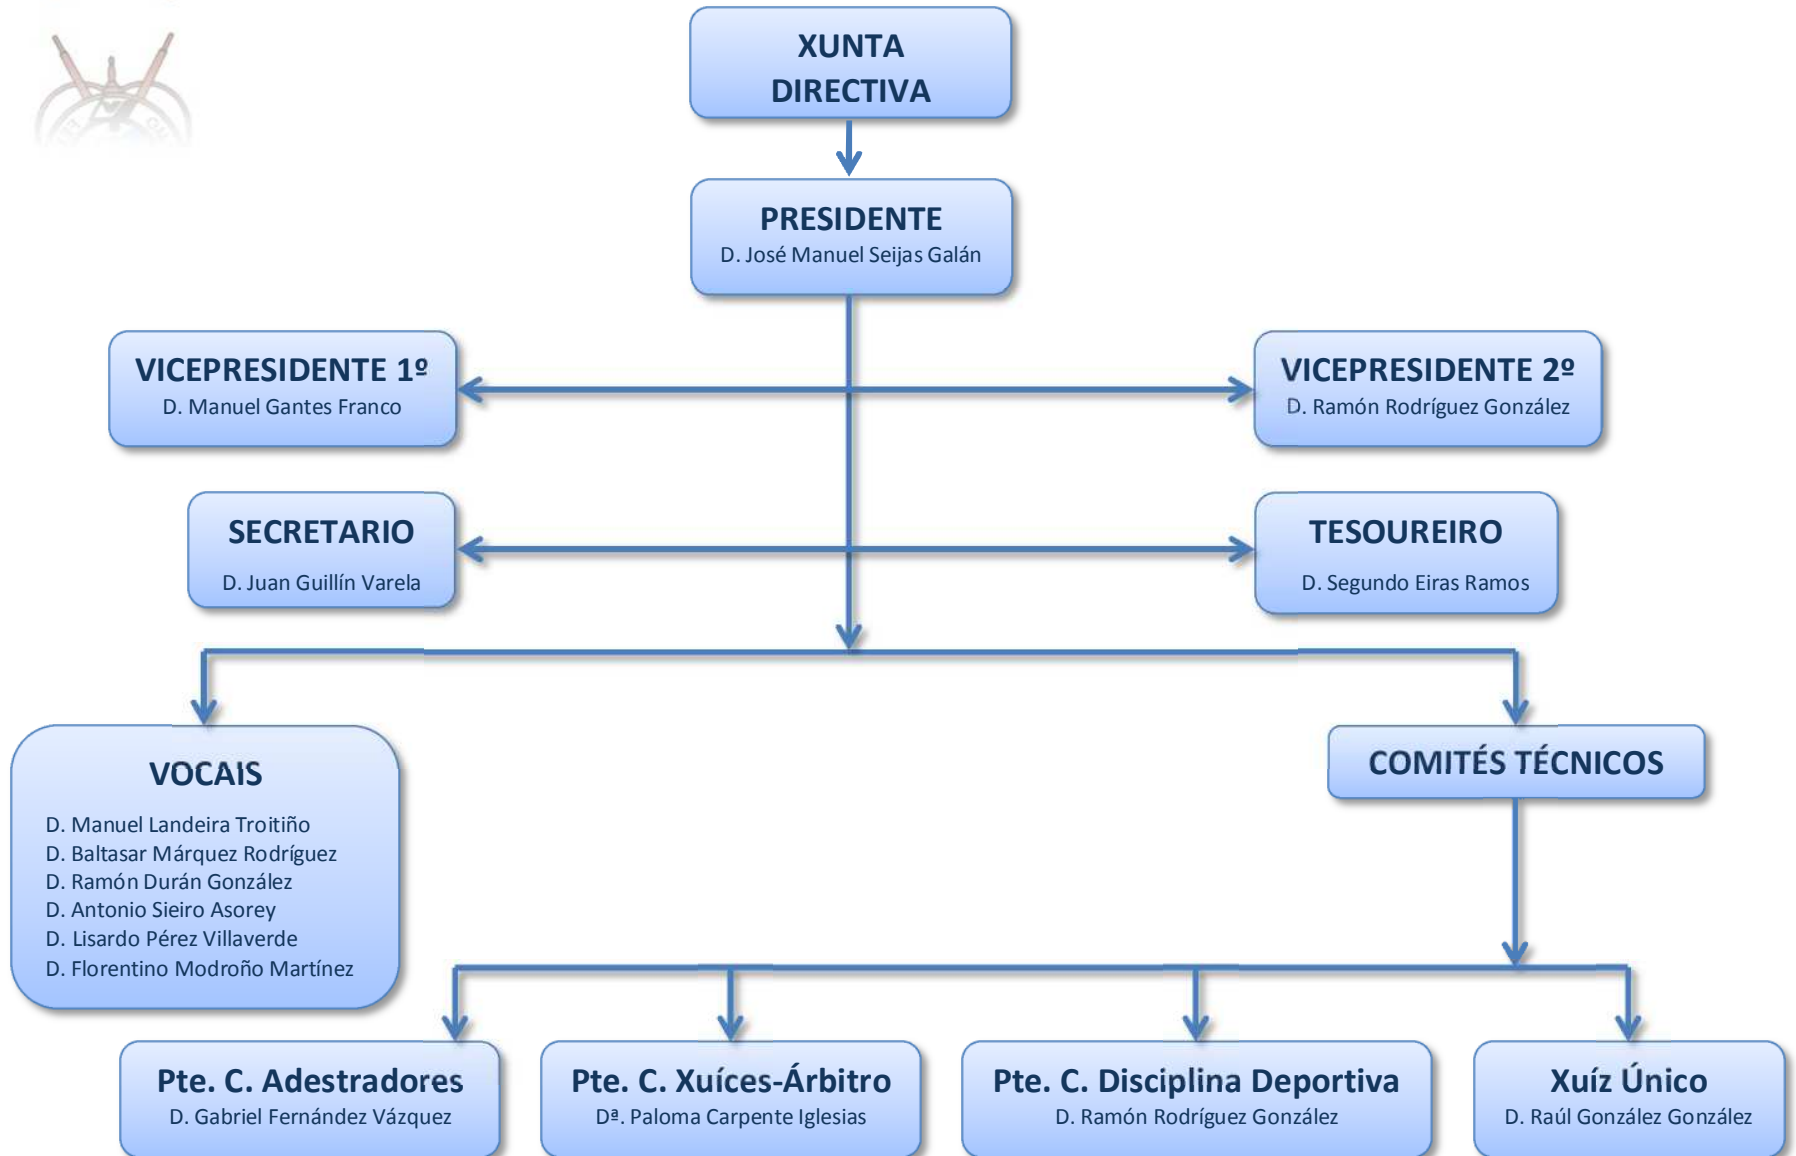 XUNTA
DIRECTIVA
PRESIDENTE
D. José Manuel Seijas Galán
VICEPRESIDENTE 1º
D. Manuel Gantes Franco
VICEPRESIDENTE 2º
D. Ramón Rodríguez González
SECRETARIO
D. Juan Guillín Varela
TESOUREIRO
D. Segundo Eiras Ramos
VOCAIS
D. Manuel Landeira Troitiño
D. Baltasar Márquez Rodríguez
D. Ramón Durán González
D. Antonio Sieiro Asorey
D. Lisardo Pérez Villaverde
D. Florentino Modroño Martínez
COMITÉS TÉCNICOS
Pte. C. Adestradores
D. Gabriel Fernández Vázquez
Pte. C. Xuíces-Árbitro
Dª. Paloma Carpente Iglesias
Pte. C. Disciplina Deportiva
D. Ramón Rodríguez González
Xuíz Único
D. Raúl González González